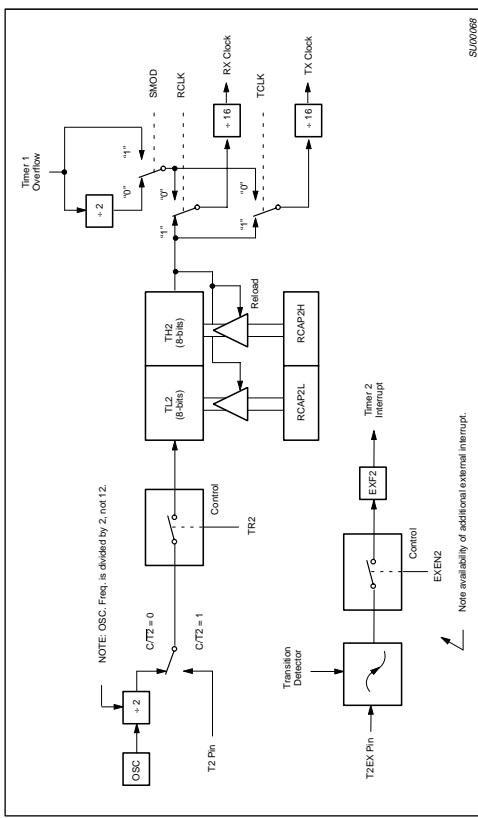 Timer 1
Overflow
÷ 2
"0"
"1"
SMOD
RCLK
"1"
"0"
÷ 16
RX Clock
TCLK
"1"
"0"
÷ 16
TX Clock
NOTE: OSC. Freq. is divided by 2, not 12.
OSC
÷ 2
C/T2 = 0
C/T2 = 1
T2 Pin
Control
TR2
TL2
(8-bits)
TH2
(8-bits)
Reload
RCAP2L
RCAP2H
Transition
Detector
T2EX Pin
Control
EXEN2
EXF2
Timer 2
Interrupt
Note availability of additional external interrupt.
SU00068